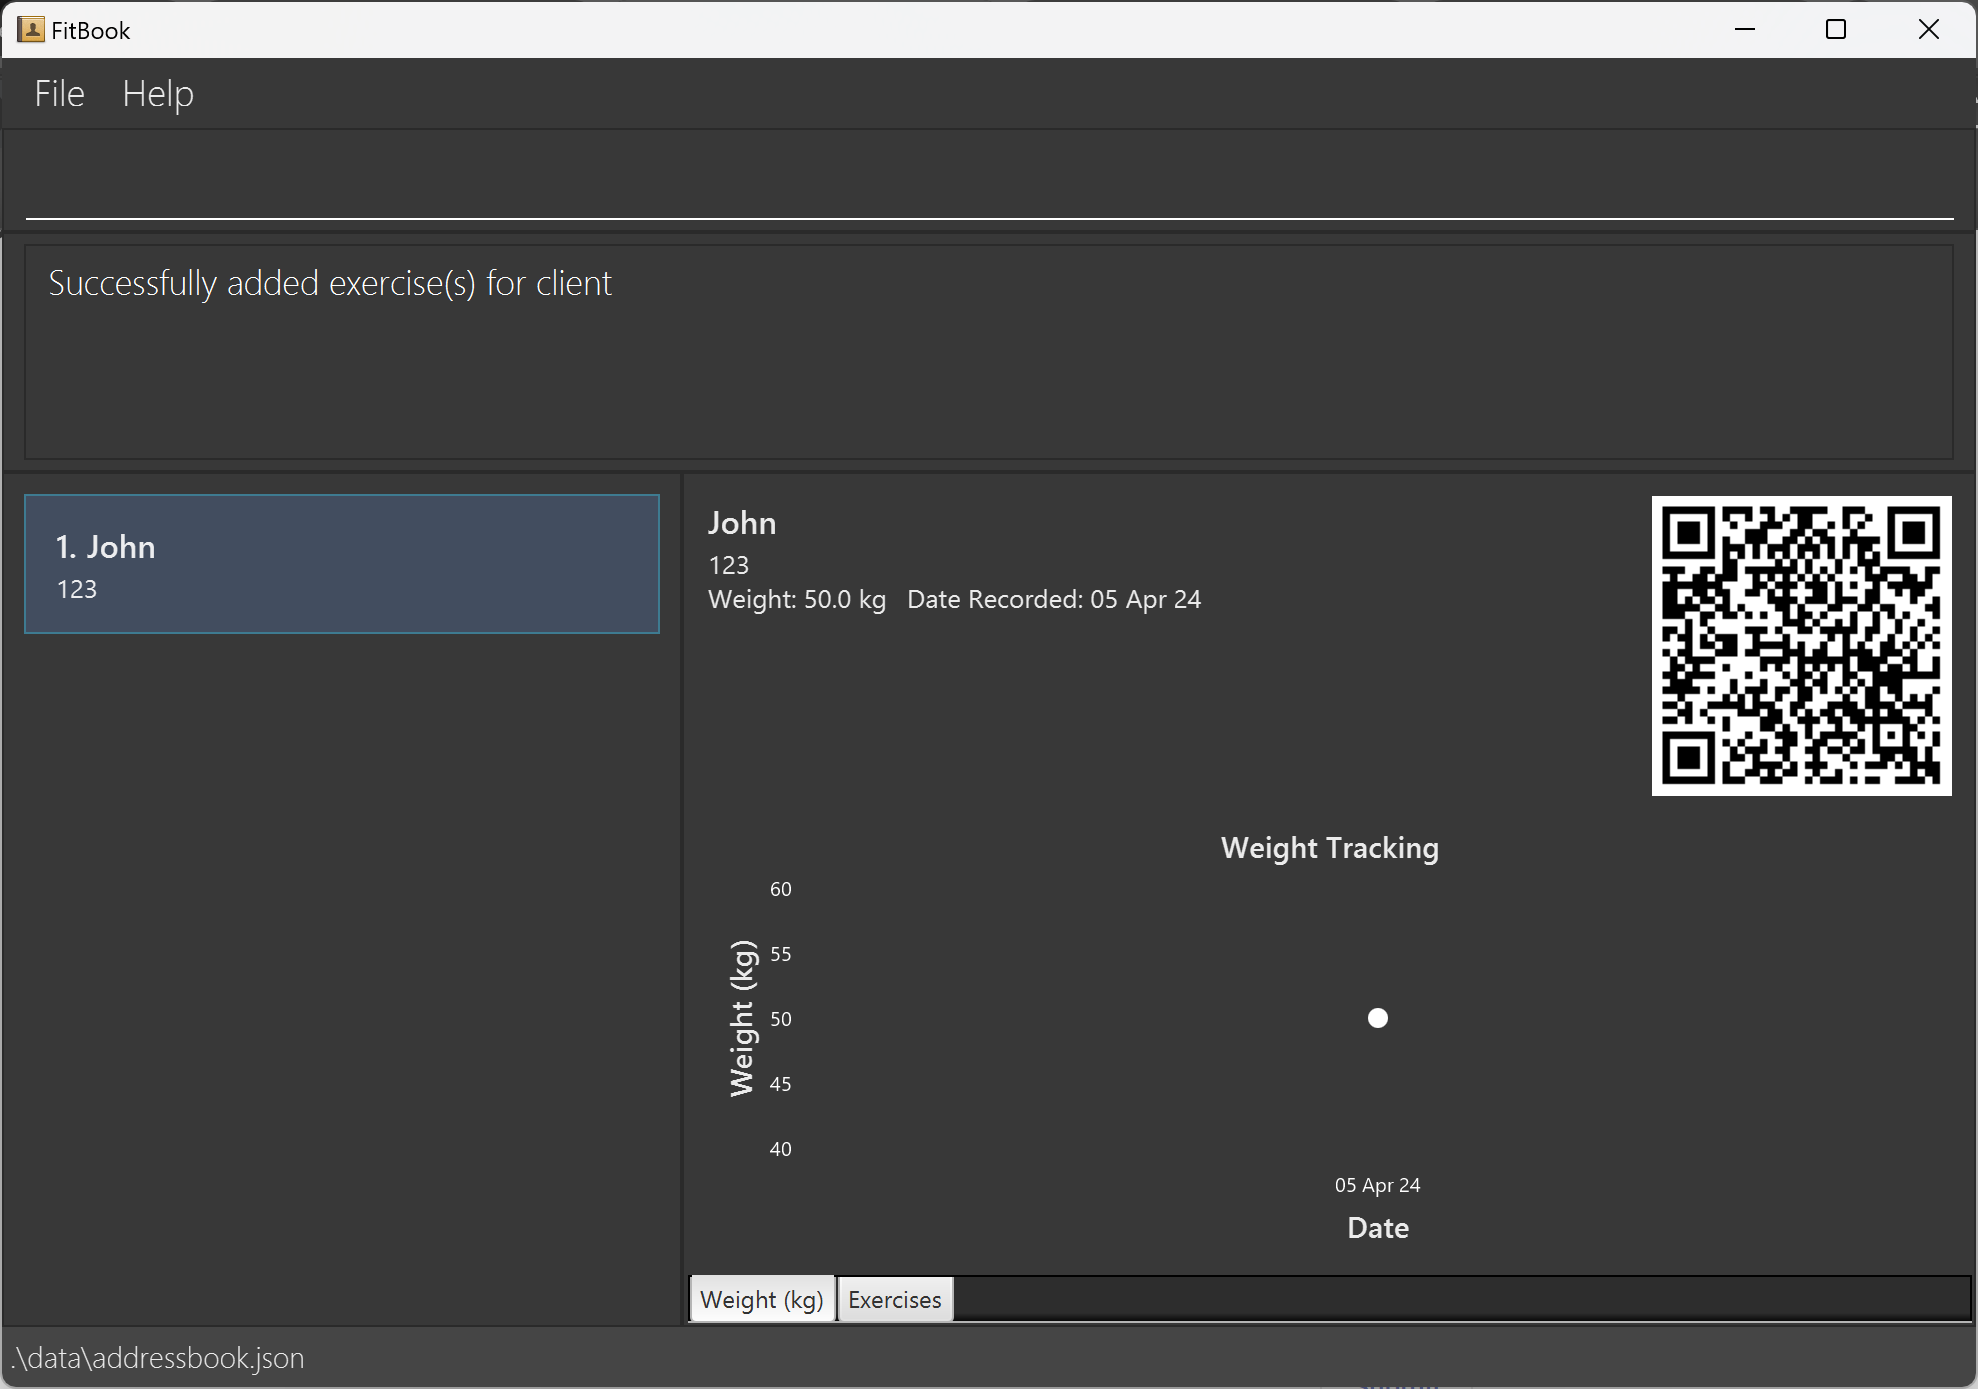 FitBook
File Help
Successfully added exercise(s) for client
1. John
123
John
123
Weight: 50.0 kg Date Recorded: 05 Apr 24
Weight Tracking
60
55
50
45
40
Weight (kg)
05 Apr 24
Date
Weight (kg) Exercises
.\data\addressbook.json